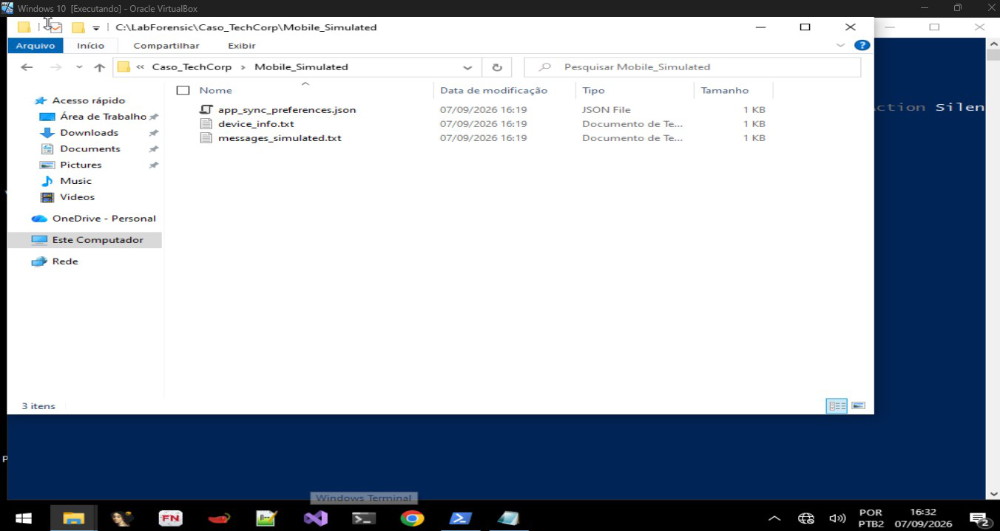 Windows 10 [Executando] - Oracle VirtualBox
C:\LabForensic\Caso_TechCorp\Mobile_Simulated
Arquivo Início Compartilhar Exibir ?
« Caso_TechCorp › Mobile_Simulated Pesquisar Mobile_Simulated
Nome Data de modificação Tipo Tamanho
Acesso rápido
Área de Trabalho
Downloads
Documents
Pictures
Music
Videos
OneDrive - Personal
Este Computador
Rede
app_sync_preferences.json 07/09/2026 16:19 JSON File 1 KB
device_info.txt 07/09/2026 16:19 Documento de Te... 1 KB
messages_simulated.txt 07/09/2026 16:19 Documento de Te... 1 KB
ction Silen
3 itens
P
Windows Terminal
FN
POR
PTB2
16:32
07/09/2026
2